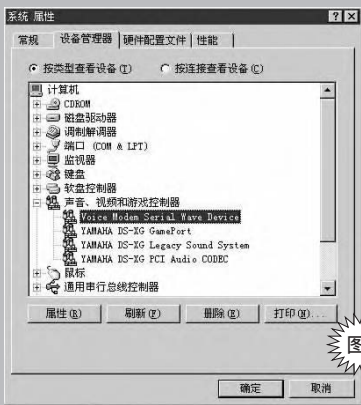 系统 属性
常规 设备管理器 硬件配置文件 性能
按类型查看设备(T) 按连接查看设备(C)
计算机
CDROM
磁盘驱动器
调制解调器
端口 (COM & LPT)
监视器
键盘
软盘控制器
声音、视频和游戏控制器
Voice Modem Serial Wave Device
YAMAHA DS-XG GamePort
YAMAHA DS-XG Legacy Sound System
YAMAHA DS-XG PCI Audio CODEC
鼠标
通用串行总线控制器
属性(R) 刷新(F) 删除(E) 打印(N)...
图
确定 取消